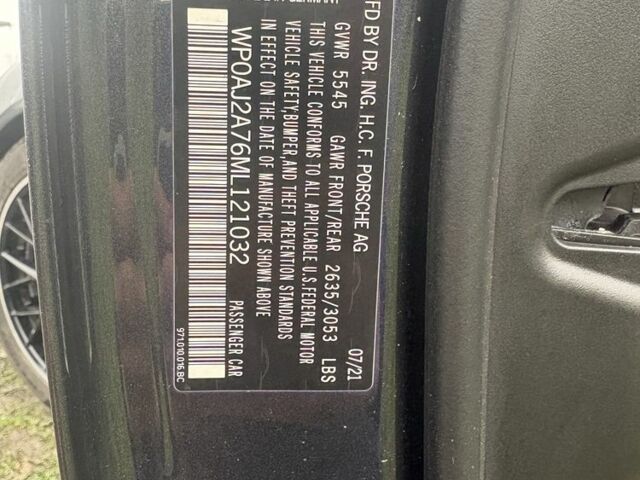 MFD BY DR. ING. H.C. F. PORSCHE AG
07/21
GVWR 5545 GAWR FRONT/REAR 2635/3053 LBS
THIS VEHICLE CONFORMS TO ALL APPLICABLE U.S.FEDERAL MOTOR
VEHICLE SAFETY,BUMPER,AND THEFT PREVENTION STANDARDS
IN EFFECT ON THE DATE OF MANUFACTURE SHOWN ABOVE
WP0AJ2A76ML121032 PASSENGER CAR
971.010.016 BC